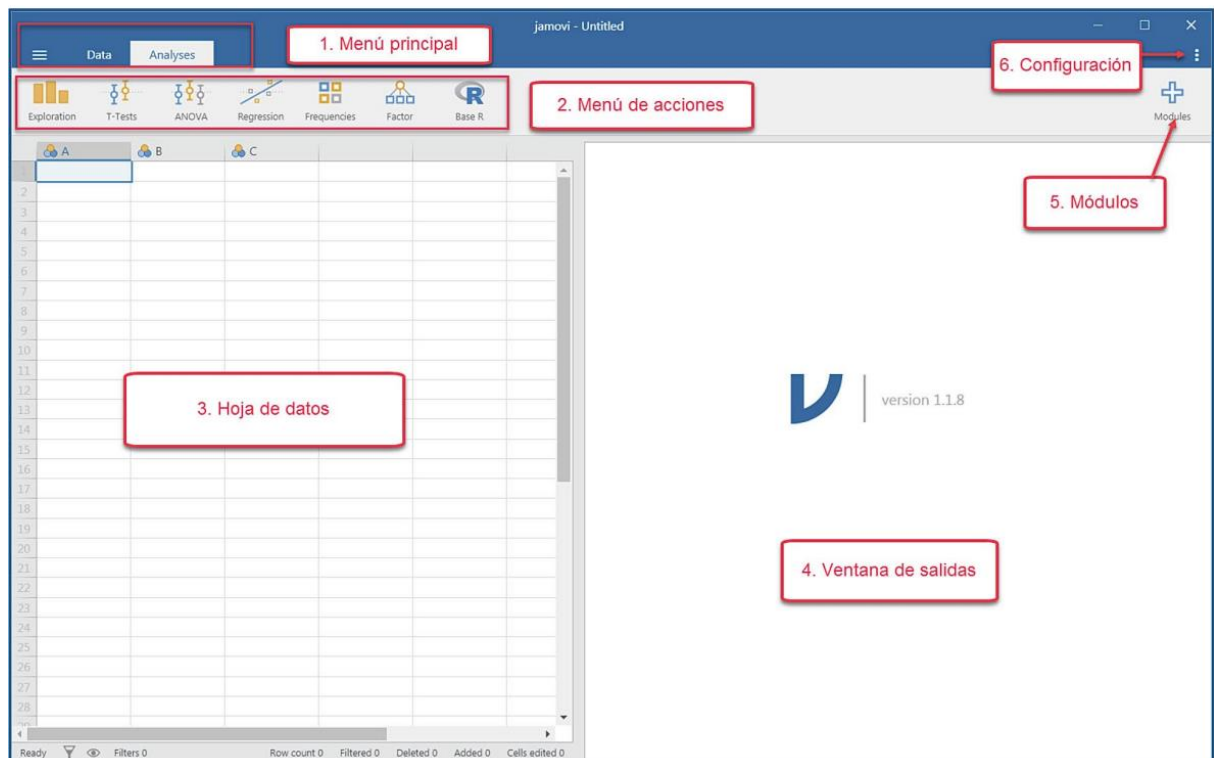 jamovi - Untitled
Data Analyses
1. Menú principal
6. Configuración
Exploration T-Tests ANOVA Regression Frequencies Factor Base R
2. Menú de acciones
Modules
5. Módulos
A B C
1
2
3
4
5
6
7
8
9
10
11
12
13
14
15
16
17
18
19
20
21
22
23
24
25
26
27
28
29
3. Hoja de datos
version 1.1.8
4. Ventana de salidas
Ready Filters 0 Row count 0 Filtered 0 Deleted 0 Added 0 Cells edited 0